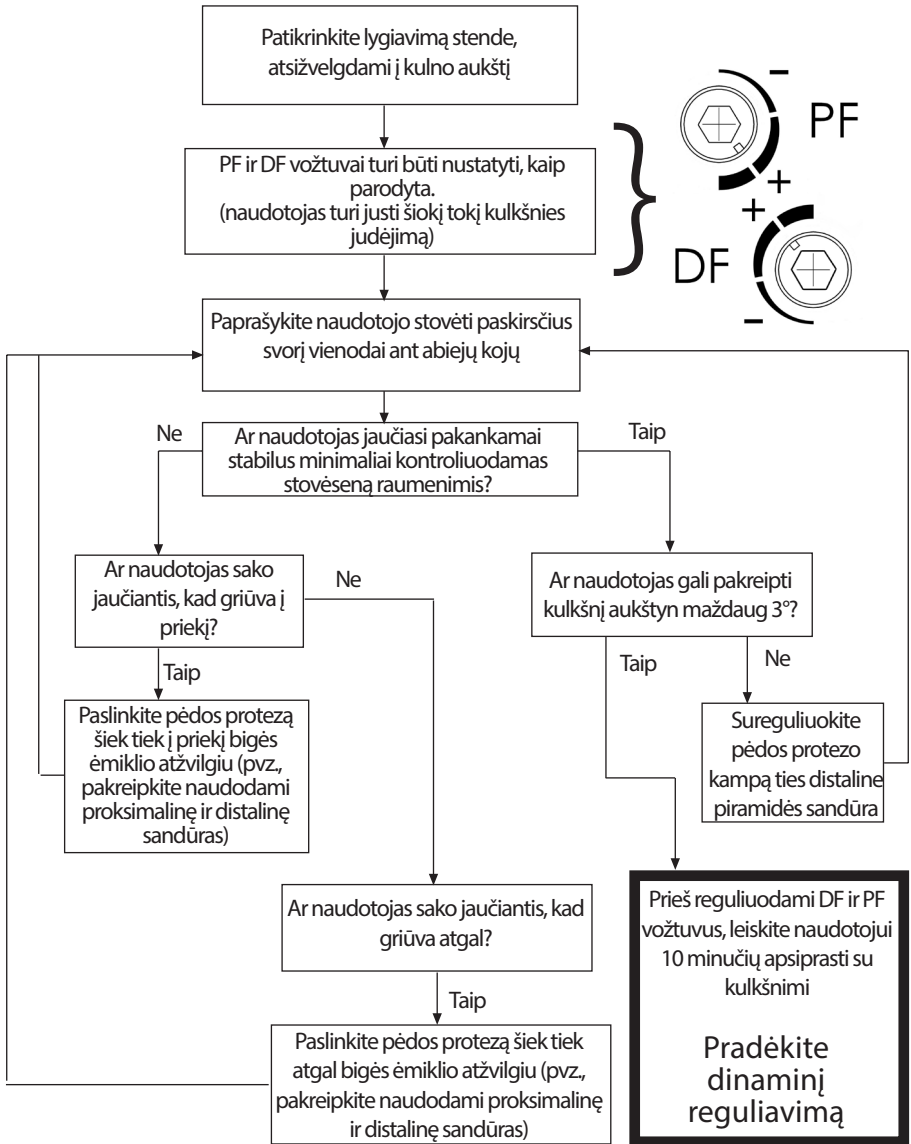 Patikrinkite lygiavimą stende,
atsižvelgdami į kulno aukštį
PF ir DF vožtuvai turi būti nustatyti, kaip
parodyta.
(naudotojas turi justi šiokį tokį kulkšnies
judėjimą)
-
PF
+
+
DF
-
Paprašykite naudotojo stovėti paskirsčius
svorį vienodai ant abiejų kojų
Ne
Ar naudotojas jaučiasi pakankamai
stabilus minimaliai kontroliuodamas
stovėseną raumenimis?
Taip
Ar naudotojas sako
jaučiantis, kad griūva į
priekį?
Ne
Ar naudotojas gali pakreipti
kulkšnį aukštyn maždaug 3°?
Taip
Taip
Ne
Paslinkite pėdos protezą
šiek tiek į priekį bigės
ėmiklio atžvilgiu (pvz.,
pakreipkite naudodami
proksimalinę ir distalinę
sandūras)
Sureguliuokite
pėdos protezo
kampą ties distaline
piramidės sandūra
Ar naudotojas sako jaučiantis, kad
griūva atgal?
Taip
Paslinkite pėdos protezą šiek tiek
atgal bigės ėmiklio atžvilgiu (pvz.,
pakreipkite naudodami proksimalinę
ir distalinę sandūras)
Prieš reguliuodami DF ir PF
vožtuvus, leiskite naudotojui
10 minučių apsiprasti su
kulkšnimi
Pradėkite
dinaminį
reguliavimą